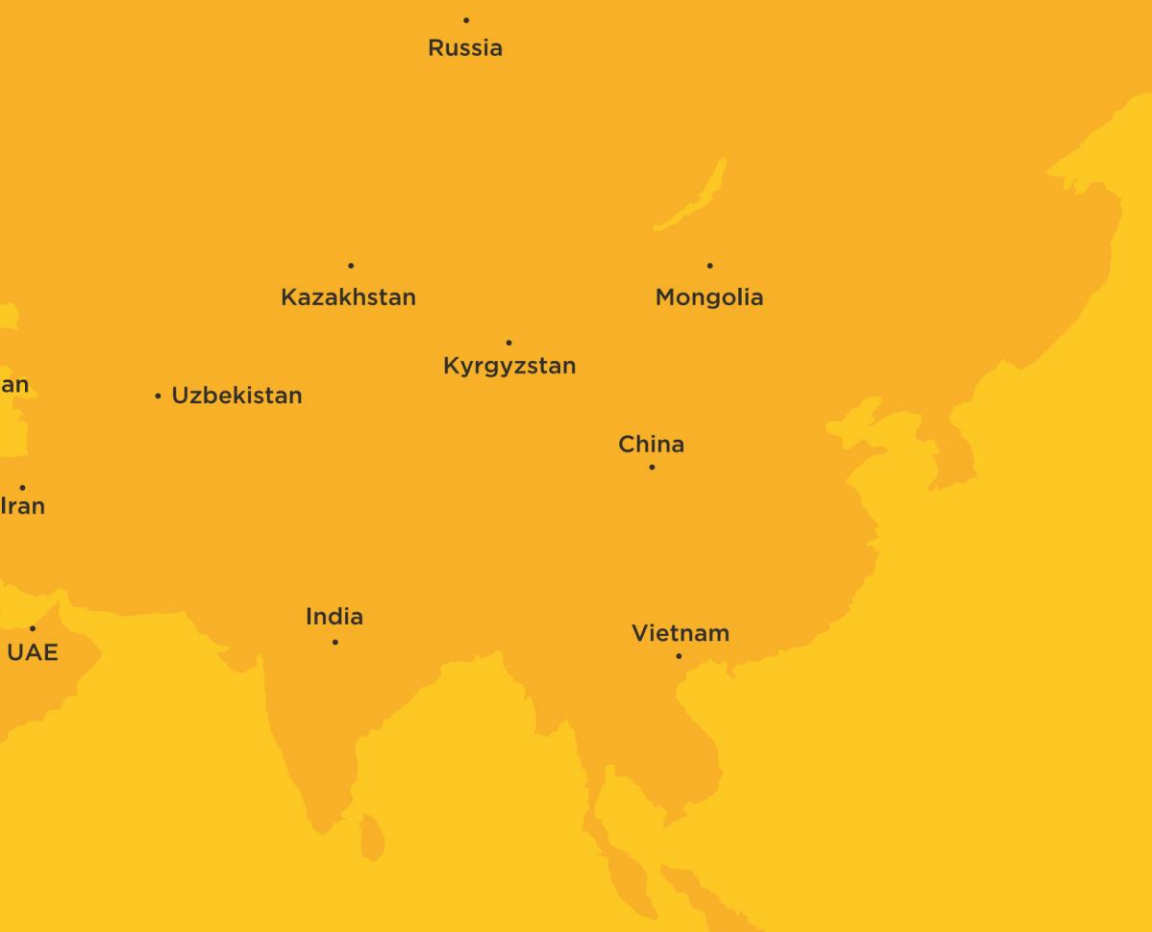 Russia
Kazakhstan
Mongolia
Kyrgyzstan
an
Uzbekistan
China
Iran
India
Vietnam
UAE